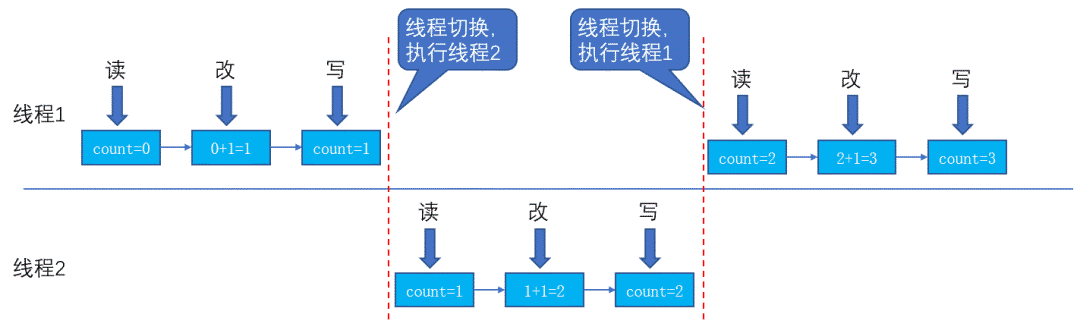 线程切换,
执行线程2
线程切换,
执行线程1
读
改
写
读
改
写
线程1
count=0
0+1=1
count=1
count=2
2+1=3
count=3
读
改
写
线程2
count=1
1+1=2
count=2